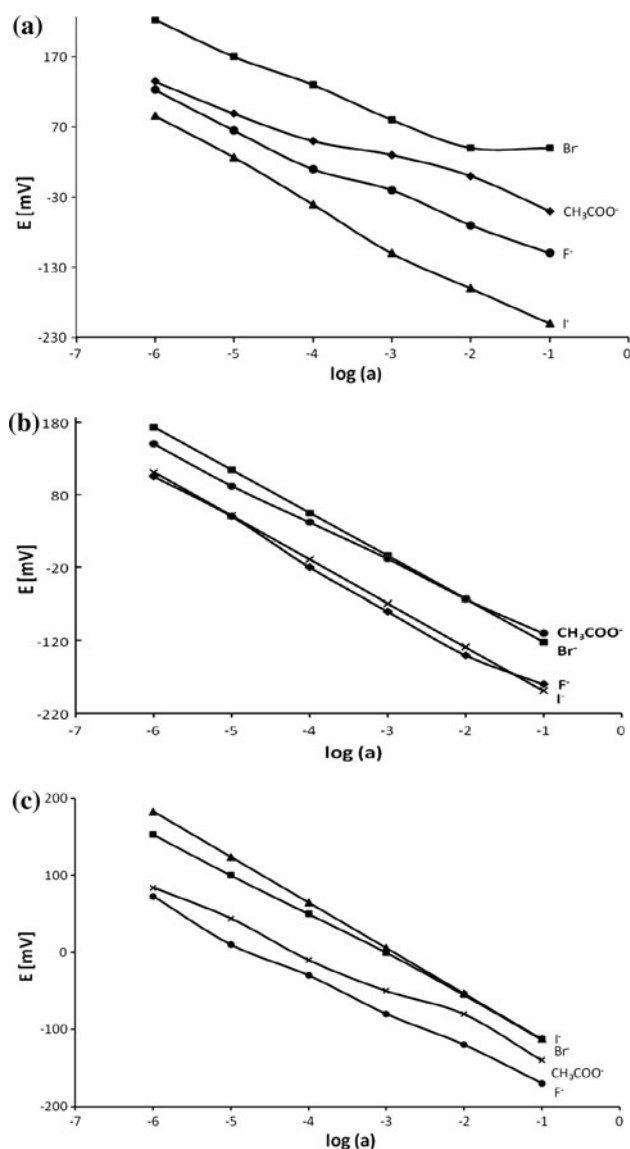 (a)
170
70
-30
-130
-230
E [mV]
Br⁻
CH₃COO⁻
F⁻
I⁻
-7 -6 -5 -4 -3 -2 -1 0
log (a)
(b)
180
80
-20
-120
-220
E [mV]
CH₃COO⁻
Br⁻
F⁻
I⁻
-7 -6 -5 -4 -3 -2 -1 0
log (a)
(c)
200
100
0
-100
-200
E [mV]
I⁻
Br⁻
CH₃COO⁻
F⁻
-7 -6 -5 -4 -3 -2 -1 0
log (a)